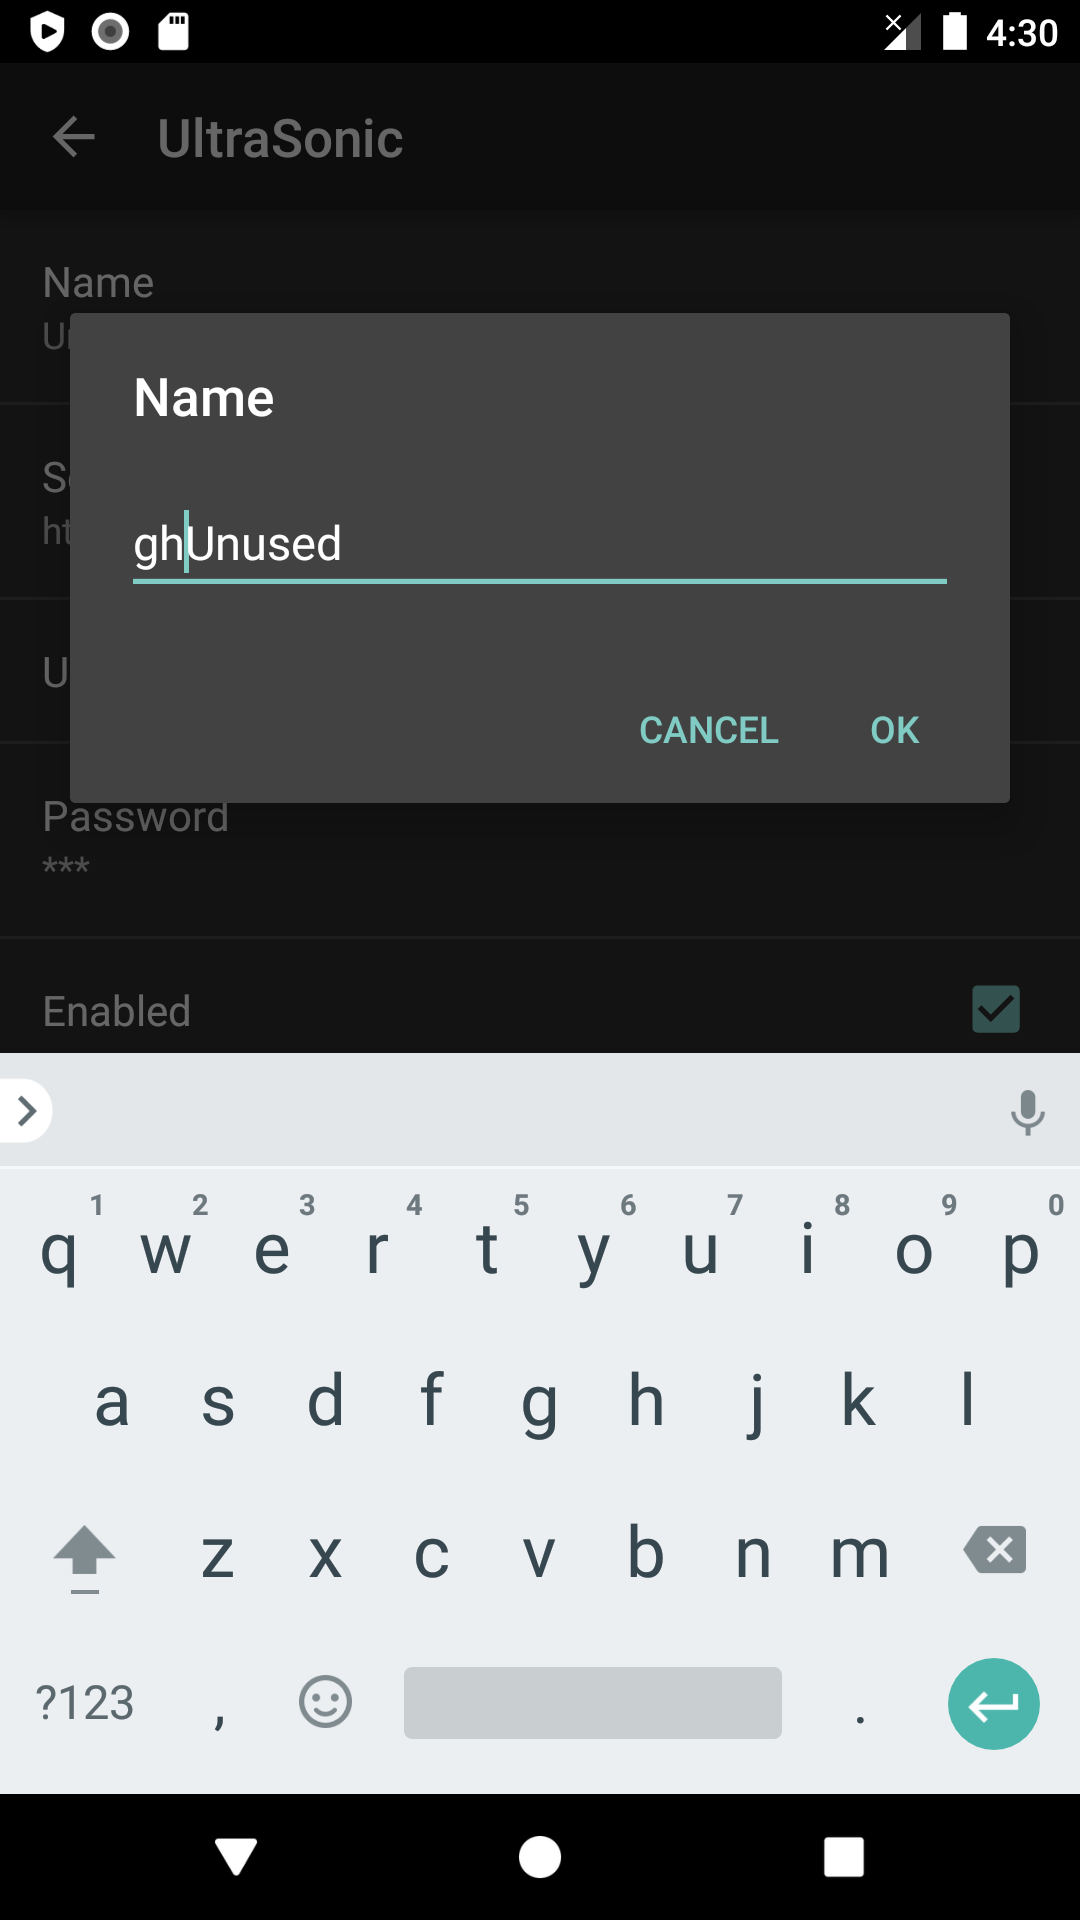 4:30
UltraSonic
Name
Name
ghUnused
CANCEL
OK
Password
***
Enabled
1 2 3 4 5 6 7 8 9 0
q w e r t y u i o p
a s d f g h j k l
z x c v b n m
?123 , .